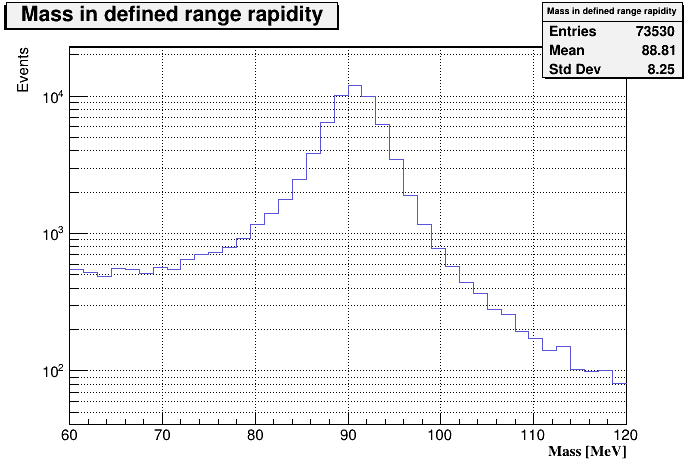 Mass in defined range rapidity
Mass in defined range rapidity
Entries 73530
Mean 88.81
Std Dev 8.25
Events
10⁴
10³
10²
60 70 80 90 100 110 120
Mass [MeV]